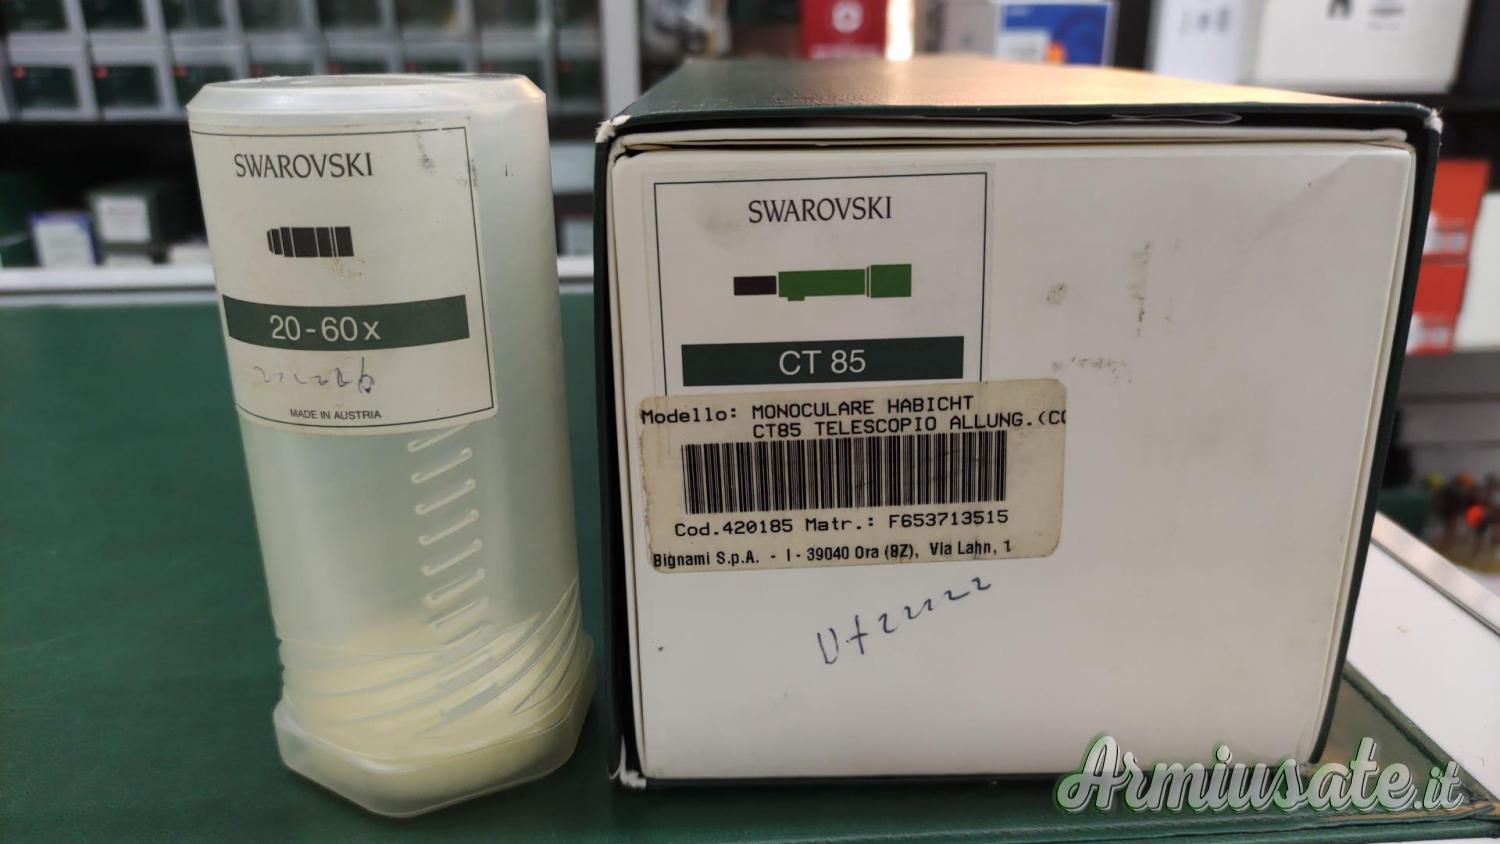 SWAROVSKI
20-60x
MADE IN AUSTRIA
SWAROVSKI
CT 85
Modello: MONOCULARE HABICHT
CT85 TELESCOPIO ALLUNG.(CO
Cod.420185 Matr.: F653713515
Bignami S.p.A. - I - 39040 Ora (BZ), Via Lahn, 1
Armiusate.it